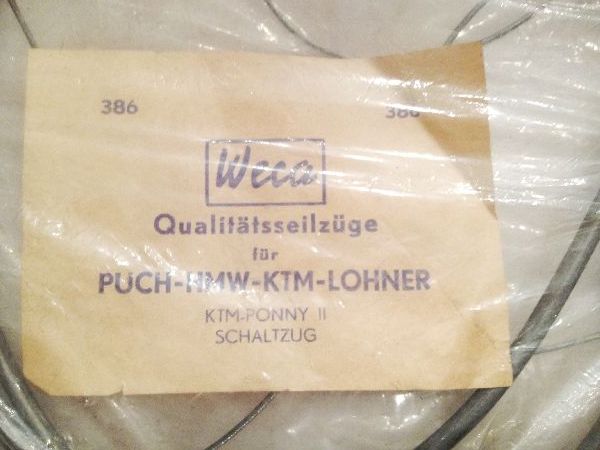 386 386
Weca
Qualitätsseilzüge
für
PUCH-HMW-KTM-LOHNER
KTM-PONNY II
SCHALTZUG